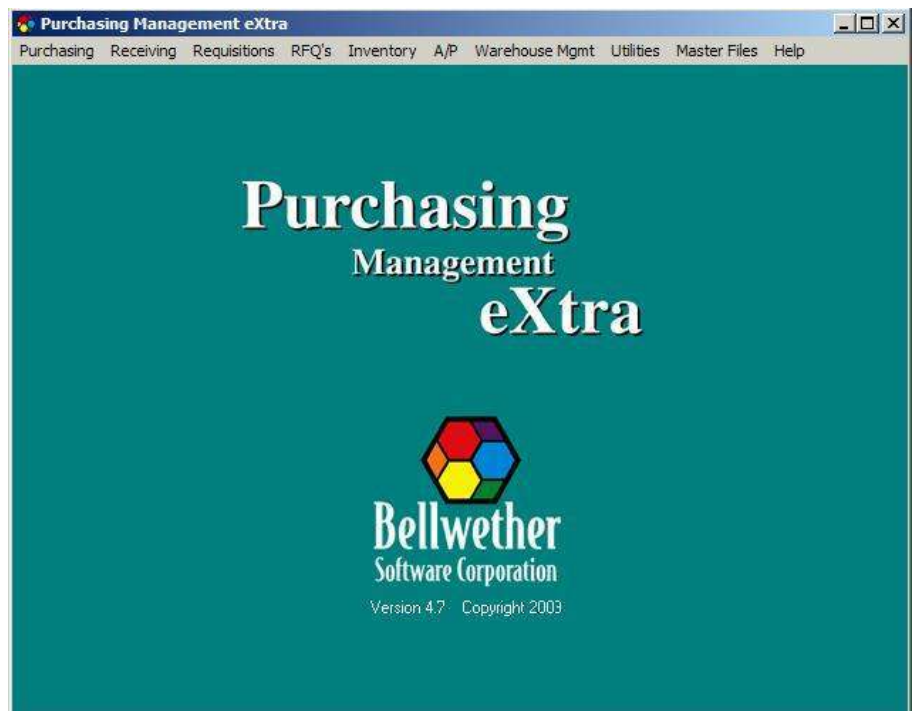 Purchasing Management eXtra
Purchasing Receiving Requisitions RFQ's Inventory A/P Warehouse Mgmt Utilities Master Files Help
Purchasing
Management
eXtra
Bellwether
Software Corporation
Version 4.7 Copyright 2003